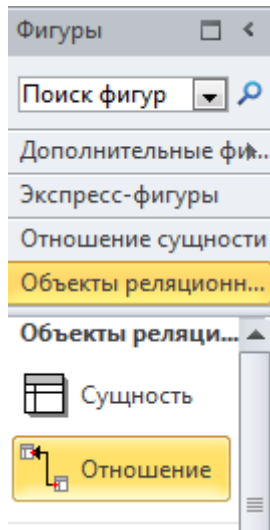 Фигуры
Поиск фигур
Дополнительные фи...
Экспресс-фигуры
Отношение сущности
Объекты реляционн...
Объекты реляци...
Сущность
Отношение